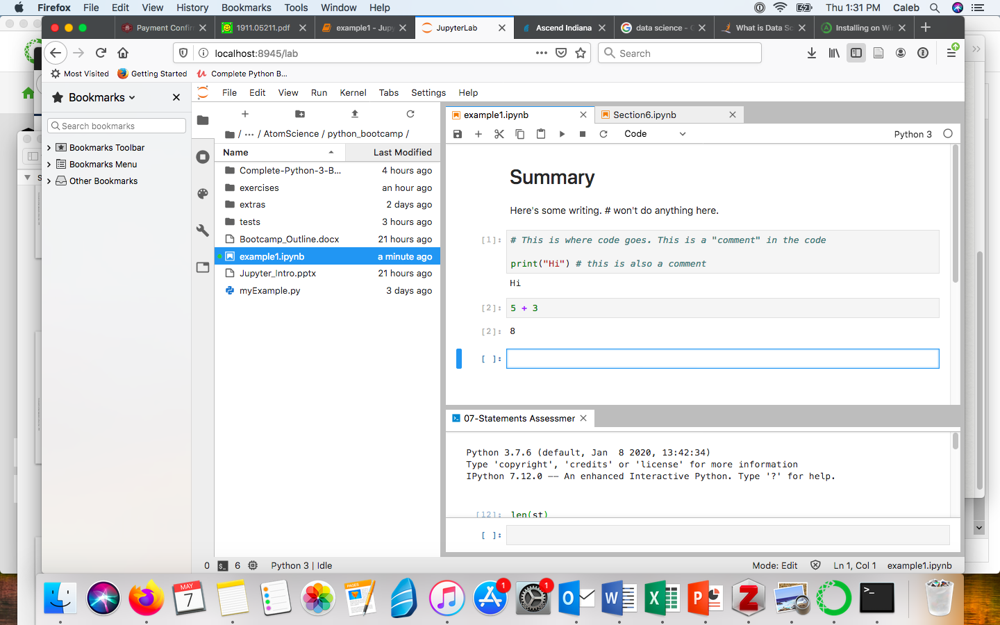 Firefox File Edit View History Bookmarks Tools Window Help Thu 1:31 PM Caleb
Payment Confir 1911.05211.pdf example1 - Jup JupyterLab Ascend Indiana data science - What is Data Sc Installing on Wi
localhost:8945/lab Search
Most Visited Getting Started Complete Python B...
Bookmarks
Search bookmarks
Bookmarks Toolbar
Bookmarks Menu
Other Bookmarks
File Edit View Run Kernel Tabs Settings Help
/ ... / AtomScience / python_bootcamp /
Name Last Modified
Complete-Python-3-B... 4 hours ago
exercises an hour ago
extras 2 days ago
tests 3 hours ago
Bootcamp_Outline.docx 21 hours ago
example1.ipynb a minute ago
Jupyter_Intro.pptx 21 hours ago
myExample.py 3 days ago
example1.ipynb Section6.ipynb
Code Python 3
Summary
Here's some writing. # won't do anything here.
[1]: # This is where code goes. This is a "comment" in the code
print("Hi") # this is also a comment
Hi
[2]: 5 + 3
[2]: 8
[ ]:
07-Statements Assessmer
Python 3.7.6 (default, Jan  8 2020, 13:42:34)
Type 'copyright', 'credits' or 'license' for more information
IPython 7.12.0 -- An enhanced Interactive Python. Type '?' for help.
[12]: len(st)
[ ]:
0 6 Python 3 | Idle Mode: Edit Ln 1, Col 1 example1.ipynb
MAY
7
PAGES
1
1